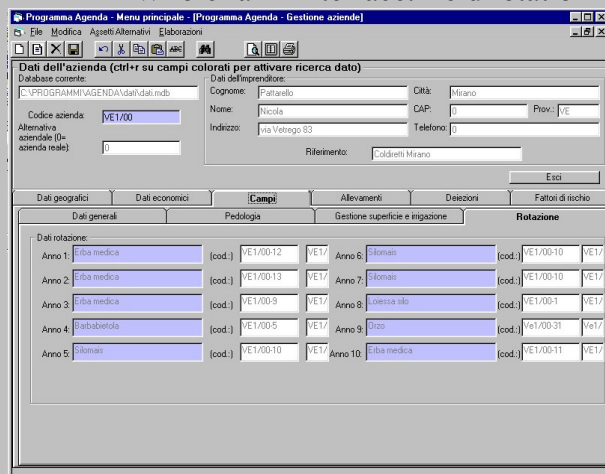 Programma Agenda - Menu principale - [Programma Agenda - Gestione aziende]
File Modifica Assetti Alternativi Elaborazioni
ABC
Dati dell'azienda (ctrl+r su campi colorati per attivare ricerca dato)
Database corrente:
C:\PROGRAMMI\AGENDA\dati\dati.mdb
Codice azienda: VE1/00
Alternativa aziendale (0= azienda reale): 0
Dati dell'imprenditore:
Cognome: Pattarello Città: Mirano
Nome: Nicola CAP: 0 Prov.: VE
Indirizzo: via Vetrego 83 Telefono: 0
Riferimento: Coldiretti Mirano
Esci
Dati geografici Dati economici Campi Allevamenti Deiezioni Fattori di rischio
Dati generali Pedologia Gestione superficie e irrigazione Rotazione
Dati rotazione:
Anno 1: Erba medica (cod.:) VE1/00-12 VE1/ Anno 6: Silomais (cod.:) VE1/00-10 VE1/
Anno 2: Erba medica (cod.:) VE1/00-13 VE1/ Anno 7: Silomais (cod.:) VE1/00-10 VE1/
Anno 3: Erba medica (cod.:) VE1/00-9 VE1/ Anno 8: Loiessa silo (cod.:) VE1/00-1 VE1/
Anno 4: Barbabietola (cod.:) VE1/00-5 VE1/ Anno 9: Orzo (cod.:) Ve1/00-31 Ve1/
Anno 5: Silomais (cod.:) VE1/00-10 VE1/ Anno 10: Erba medica (cod.:) VE1/00-11 VE1/